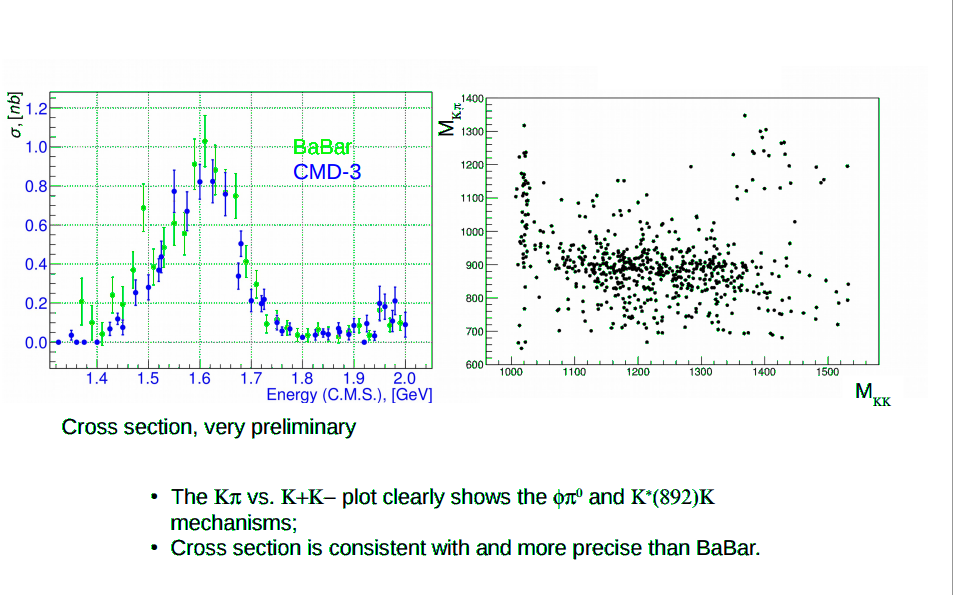 σ, [nb]
1.2
1.0
0.8
0.6
0.4
0.2
0.0
BaBar
CMD-3
1.4 1.5 1.6 1.7 1.8 1.9 2.0
Energy (C.M.S.), [GeV]
M_Kπ
1400
1300
1200
1100
1000
900
800
700
600
1000 1100 1200 1300 1400 1500
M_KK
Cross section, very preliminary
• The Kπ vs. K+K− plot clearly shows the ϕπ⁰ and K*(892)K
mechanisms;
• Cross section is consistent with and more precise than BaBar.